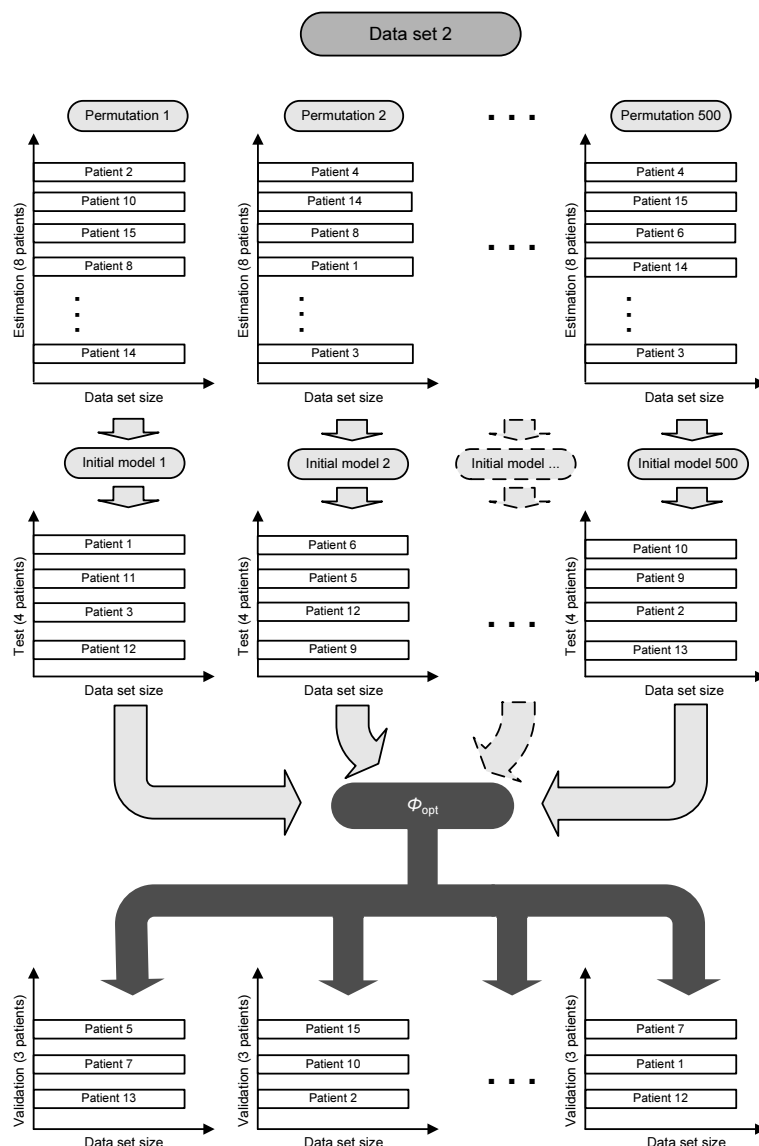 Data set 2
Permutation 1
Permutation 2
. . .
Permutation 500
Estimation (8 patients)
Patient 2
Patient 10
Patient 15
Patient 8
Patient 14
Data set size
Estimation (8 patients)
Patient 4
Patient 14
Patient 8
Patient 1
Patient 3
Data set size
. . .
Estimation (8 patients)
Patient 4
Patient 15
Patient 6
Patient 14
Patient 3
Data set size
Initial model 1
Initial model 2
Initial model ...
Initial model 500
Test (4 patients)
Patient 1
Patient 11
Patient 3
Patient 12
Data set size
Test (4 patients)
Patient 6
Patient 5
Patient 12
Patient 9
Data set size
. . .
Test (4 patients)
Patient 10
Patient 9
Patient 2
Patient 13
Data set size
Φopt
Validation (3 patients)
Patient 5
Patient 7
Patient 13
Data set size
Validation (3 patients)
Patient 15
Patient 10
Patient 2
Data set size
. . .
Validation (3 patients)
Patient 7
Patient 1
Patient 12
Data set size